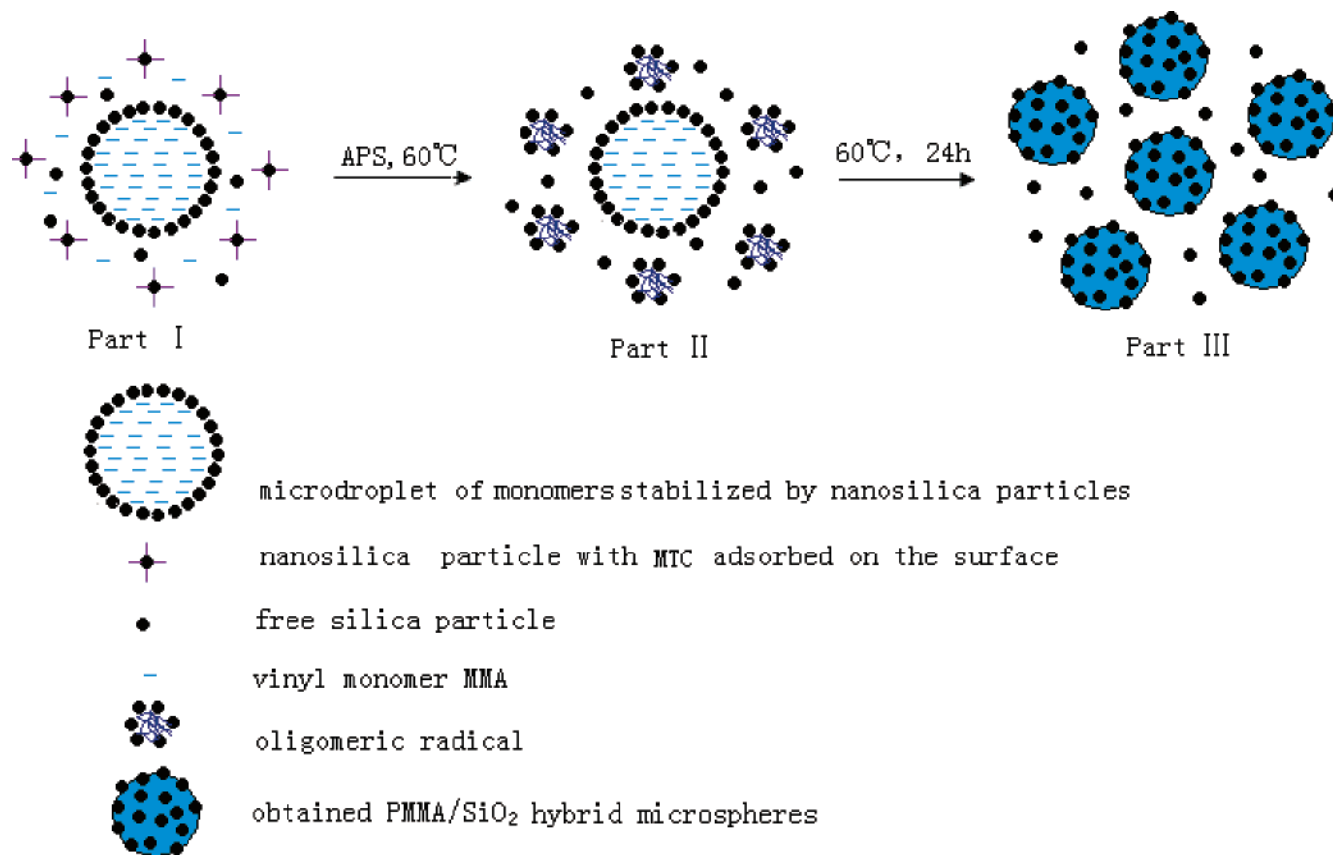 APS, 60℃
60℃, 24h
Part Ⅰ
Part Ⅱ
Part Ⅲ
microdroplet of monomers stabilized by nanosilica particles
nanosilica particle with MTC adsorbed on the surface
free silica particle
vinyl monomer MMA
oligomeric radical
obtained PMMA/SiO₂ hybrid microspheres